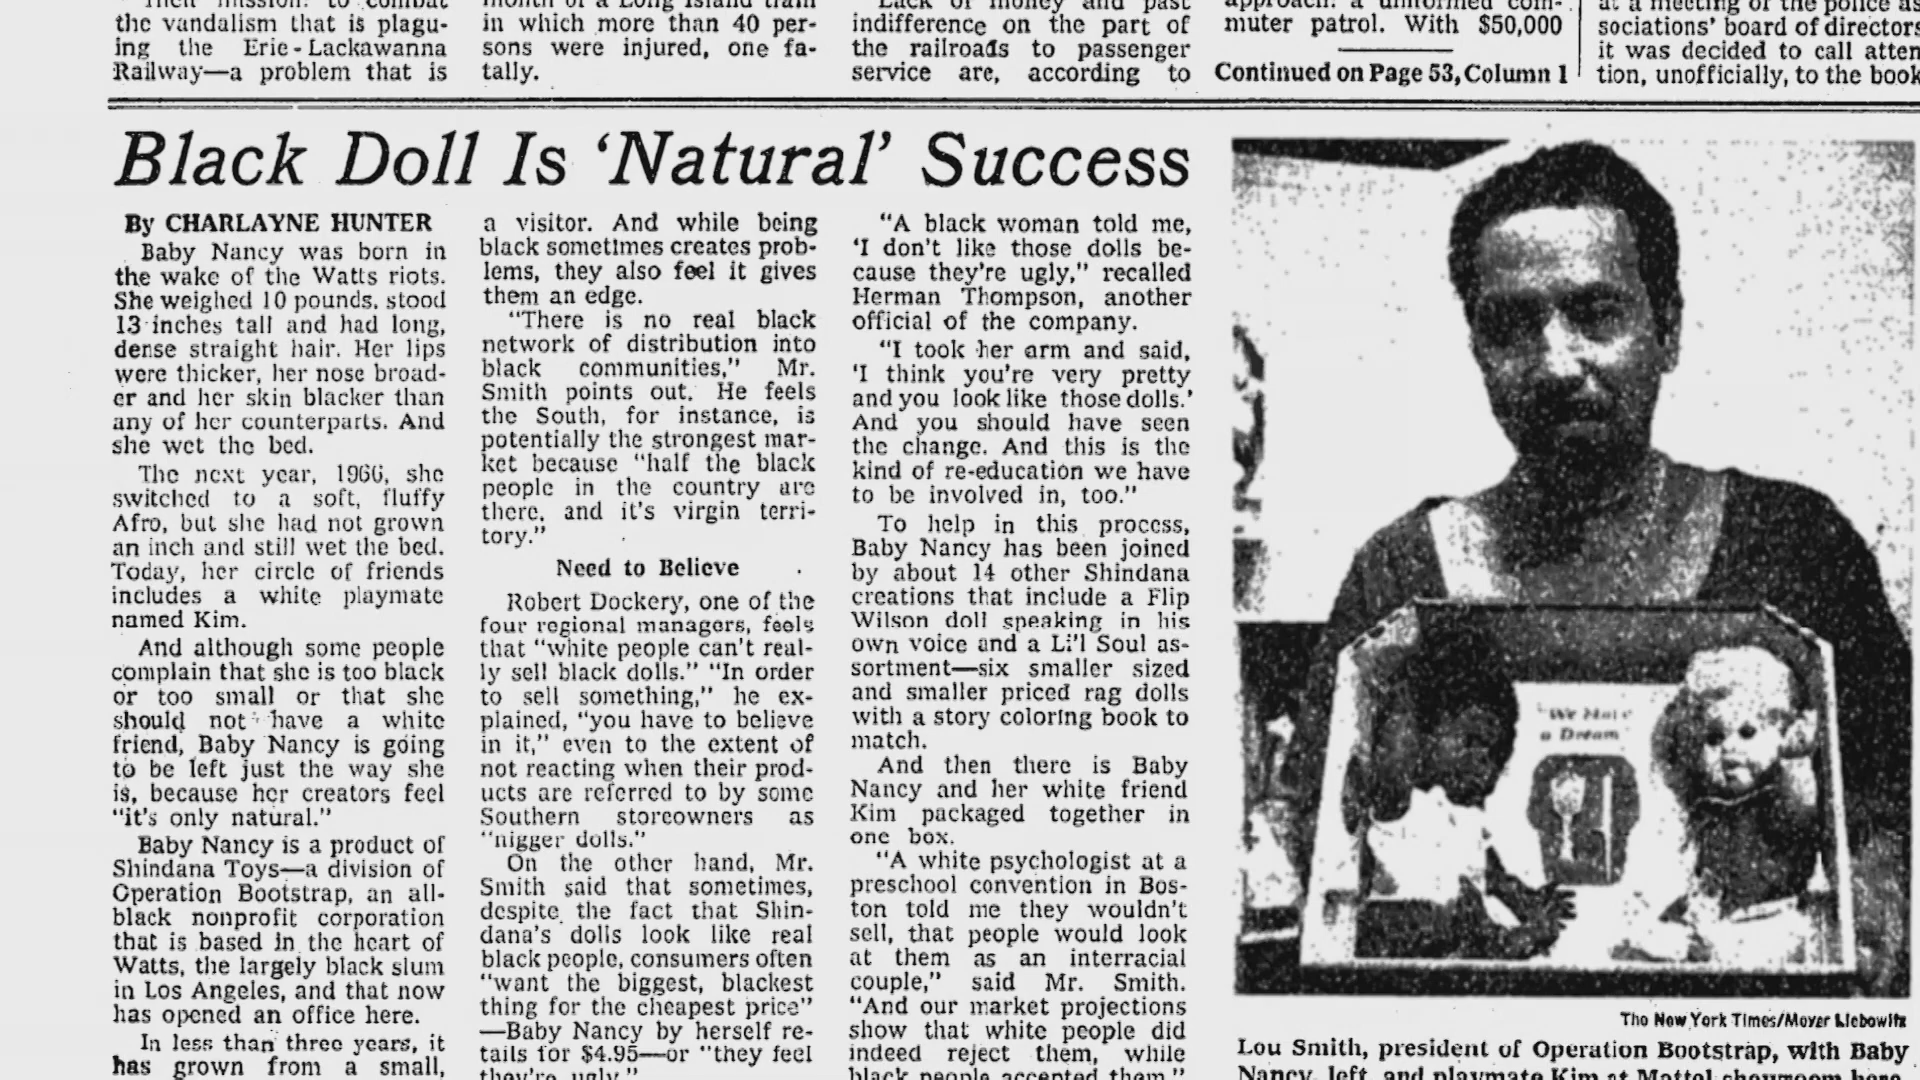 the vandalism that is plagu-
ing the Erie-Lackawanna
Railway—a problem that is
in which more than 40 per-
sons were injured, one fa-
tally.
indifference on the part of
the railroads to passenger
service are, according to
muter patrol. With $50,000
Continued on Page 53, Column 1
at a meeting of the police as
sociations' board of directors
it was decided to call atten
tion, unofficially, to the book
Black Doll Is 'Natural' Success
By CHARLAYNE HUNTER
Baby Nancy was born in
the wake of the Watts riots.
She weighed 10 pounds, stood
13 inches tall and had long,
dense straight hair. Her lips
were thicker, her nose broad-
er and her skin blacker than
any of her counterparts. And
she wet the bed.
The next year, 1966, she
switched to a soft, fluffy
Afro, but she had not grown
an inch and still wet the bed.
Today, her circle of friends
includes a white playmate
named Kim.
And although some people
complain that she is too black
or too small or that she
should not have a white
friend, Baby Nancy is going
to be left just the way she
is, because her creators feel
"it's only natural."
Baby Nancy is a product of
Shindana Toys—a division of
Operation Bootstrap, an all-
black nonprofit corporation
that is based in the heart of
Watts, the largely black slum
in Los Angeles, and that now
has opened an office here.
In less than three years, it
has grown from a small,
a visitor. And while being
black sometimes creates prob-
lems, they also feel it gives
them an edge.
"There is no real black
network of distribution into
black communities," Mr.
Smith points out. He feels
the South, for instance, is
potentially the strongest mar-
ket because "half the black
people in the country are
there, and it's virgin terri-
tory."
Need to Believe
Robert Dockery, one of the
four regional managers, feels
that "white people can't real-
ly sell black dolls." "In order
to sell something," he ex-
plained, "you have to believe
in it," even to the extent of
not reacting when their prod-
ucts are referred to by some
Southern storeowners as
"nigger dolls."
On the other hand, Mr.
Smith said that sometimes,
despite the fact that Shin-
dana's dolls look like real
black people, consumers often
"want the biggest, blackest
thing for the cheapest price"
—Baby Nancy by herself re-
tails for $4.95—or "they feel
they're ugly."
"A black woman told me,
'I don't like those dolls be-
cause they're ugly," recalled
Herman Thompson, another
official of the company.
"I took her arm and said,
'I think you're very pretty
and you look like those dolls.'
And you should have seen
the change. And this is the
kind of re-education we have
to be involved in, too."
To help in this process,
Baby Nancy has been joined
by about 14 other Shindana
creations that include a Flip
Wilson doll speaking in his
own voice and a Li'l Soul as-
sortment—six smaller sized
and smaller priced rag dolls
with a story coloring book to
match.
And then there is Baby
Nancy and her white friend
Kim packaged together in
one box.
"A white psychologist at a
preschool convention in Bos-
ton told me they wouldn't
sell, that people would look
at them as an interracial
couple," said Mr. Smith.
"And our market projections
show that white people did
indeed reject them, while
black people accepted them."
a Dream
The New York Times/Meyer Liebowitz
Lou Smith, president of Operation Bootstrap, with Baby
Nancy, left, and playmate Kim at Mattel showroom here.